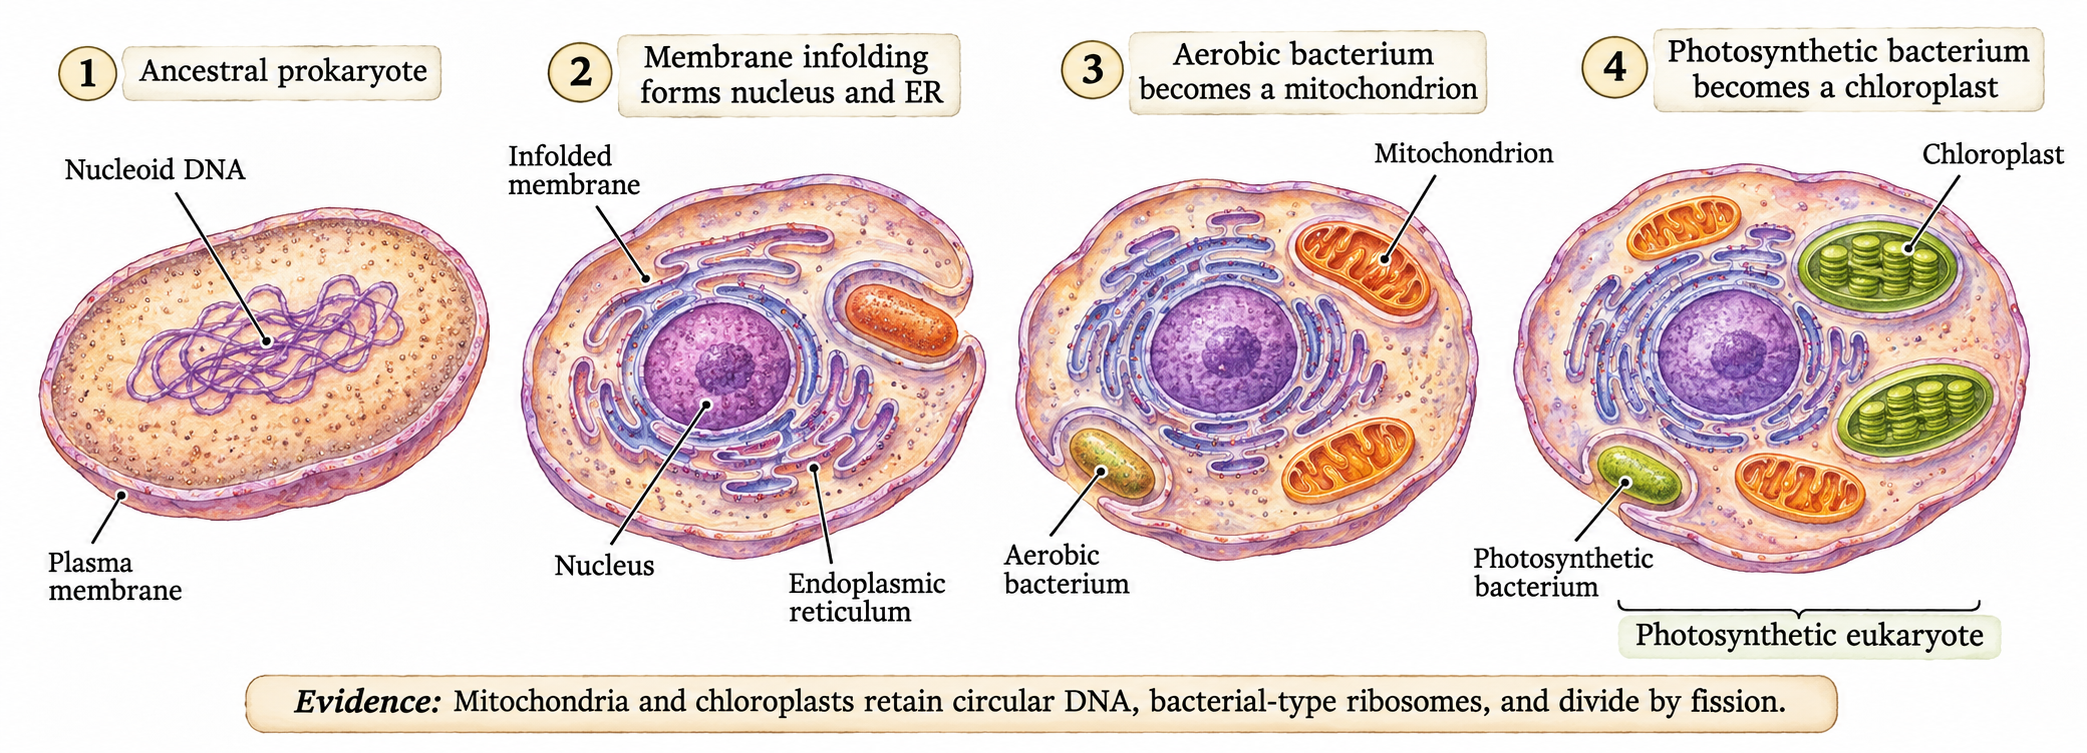 1
Ancestral prokaryote
Nucleoid DNA
Plasma
membrane
2
Membrane infolding
forms nucleus and ER
Infolded
membrane
Nucleus
Endoplasmic
reticulum
3
Aerobic bacterium
becomes a mitochondrion
Mitochondrion
Aerobic
bacterium
4
Photosynthetic bacterium
becomes a chloroplast
Chloroplast
Photosynthetic
bacterium
Photosynthetic eukaryote
Evidence: Mitochondria and chloroplasts retain circular DNA, bacterial-type ribosomes, and divide by fission.